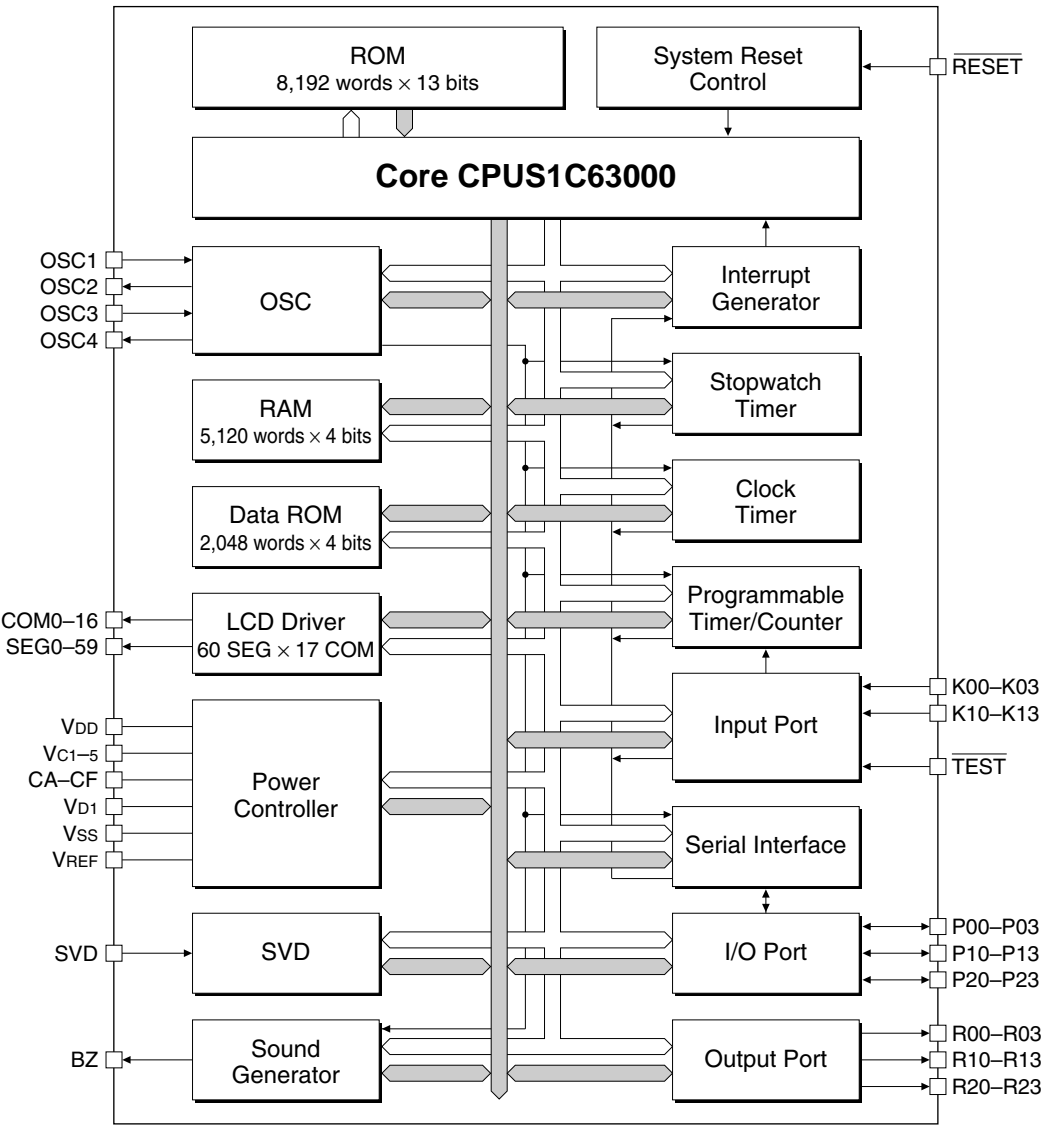 ROM
8,192 words × 13 bits
System Reset
Control
RESET
Core CPUS1C63000
OSC1
OSC2
OSC3
OSC4
OSC
Interrupt
Generator
RAM
5,120 words × 4 bits
Stopwatch
Timer
Data ROM
2,048 words × 4 bits
Clock
Timer
COM0–16
SEG0–59
LCD Driver
60 SEG × 17 COM
Programmable
Timer/Counter
VDD
VC1–5
CA–CF
VD1
VSS
VREF
Power
Controller
Input Port
K00–K03
K10–K13
TEST
Serial Interface
SVD
SVD
I/O Port
P00–P03
P10–P13
P20–P23
BZ
Sound
Generator
Output Port
R00–R03
R10–R13
R20–R23